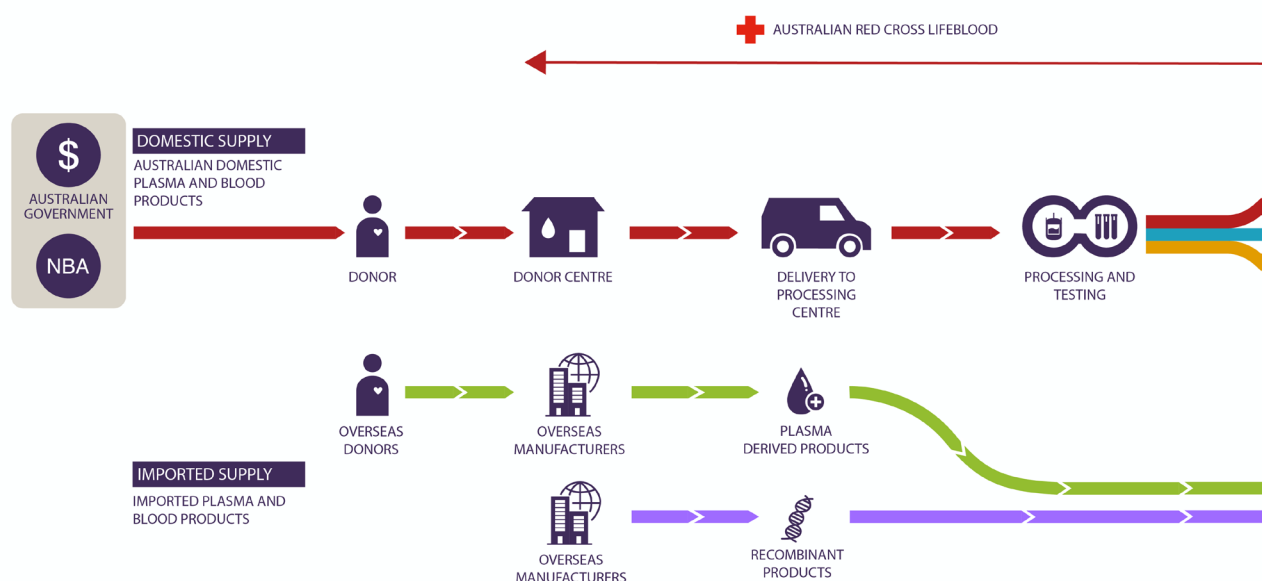 AUSTRALIAN RED CROSS LIFEBLOOD
$
AUSTRALIAN
GOVERNMENT
NBA
DOMESTIC SUPPLY
AUSTRALIAN DOMESTIC
PLASMA AND BLOOD
PRODUCTS
DONOR
DONOR CENTRE
DELIVERY TO
PROCESSING
CENTRE
PROCESSING AND
TESTING
OVERSEAS
DONORS
OVERSEAS
MANUFACTURERS
PLASMA
DERIVED PRODUCTS
IMPORTED SUPPLY
IMPORTED PLASMA AND
BLOOD PRODUCTS
OVERSEAS
MANUFACTURERS
RECOMBINANT
PRODUCTS